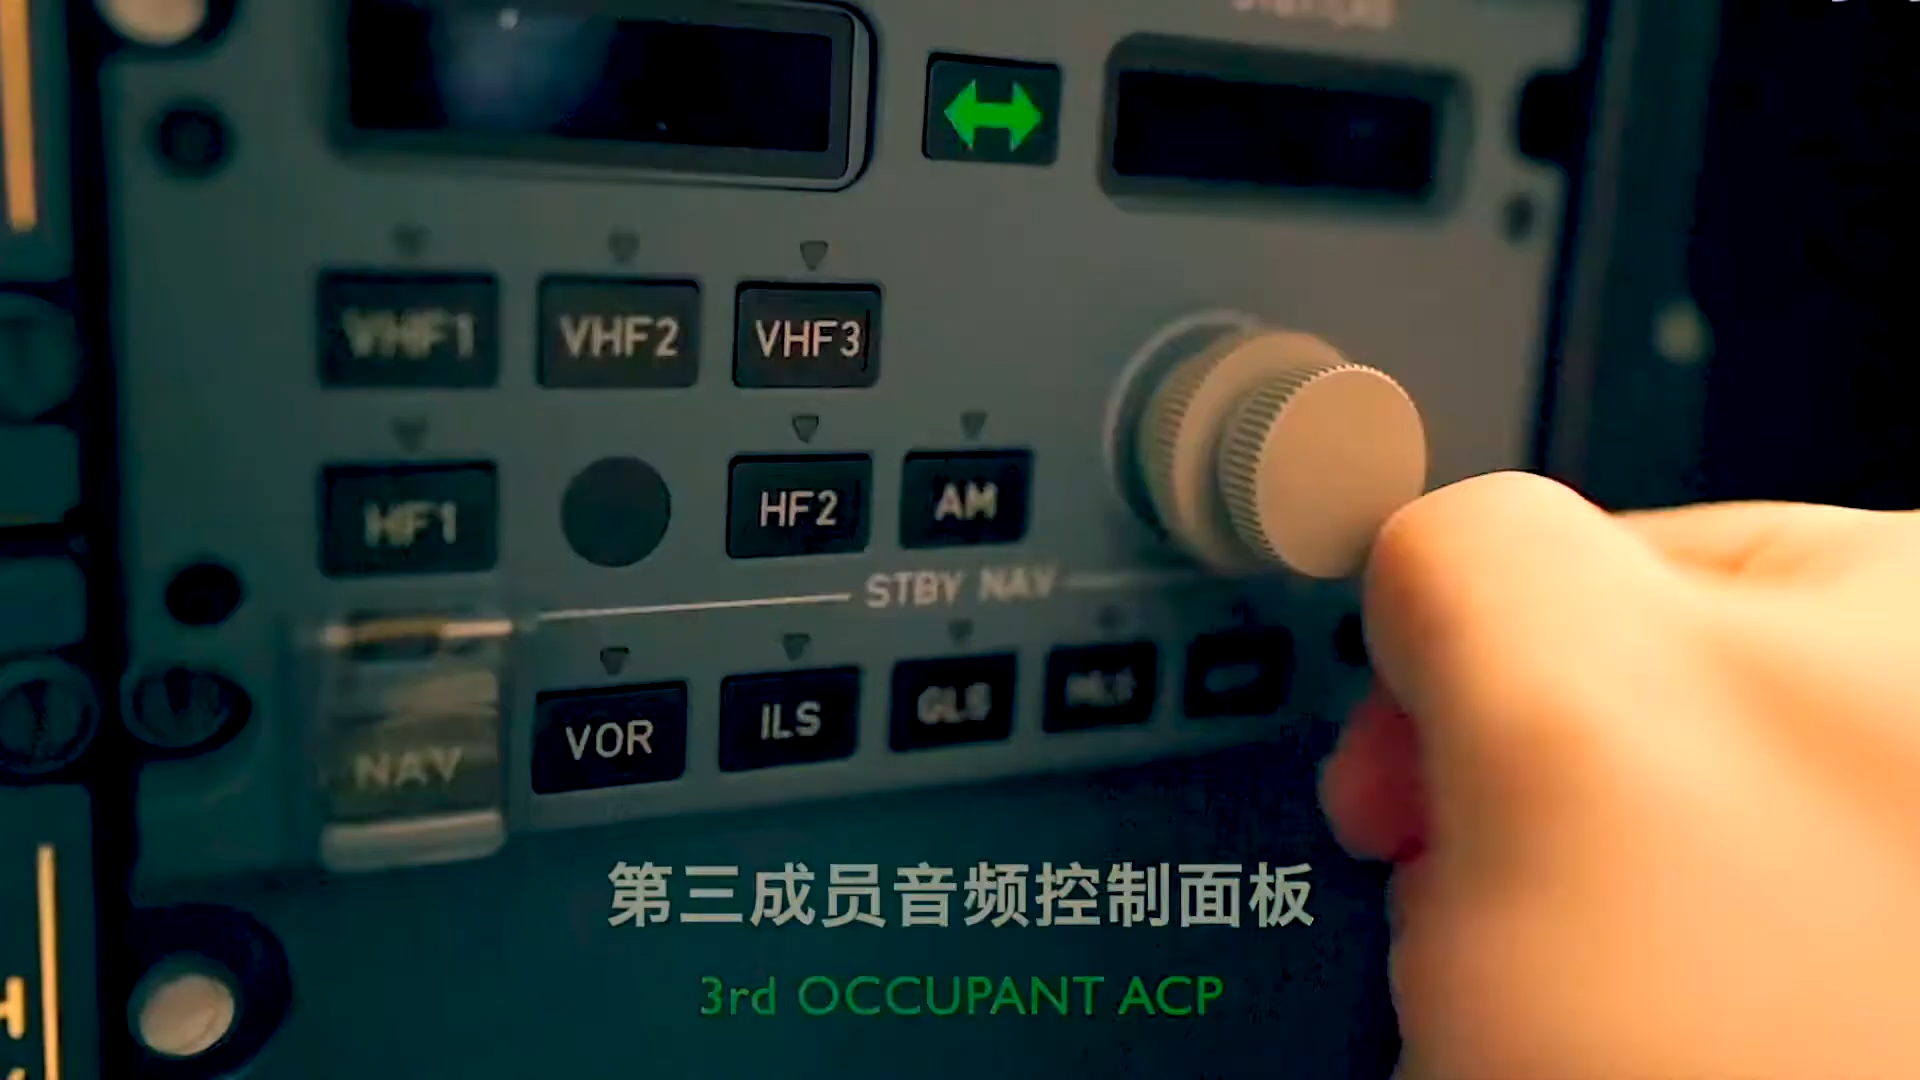 VHF1 VHF2 VHF3
HF1 HF2 AM
STBY NAV
NAV VOR ILS GLS MLS
第三成员音频控制面板
3rd OCCUPANT ACP